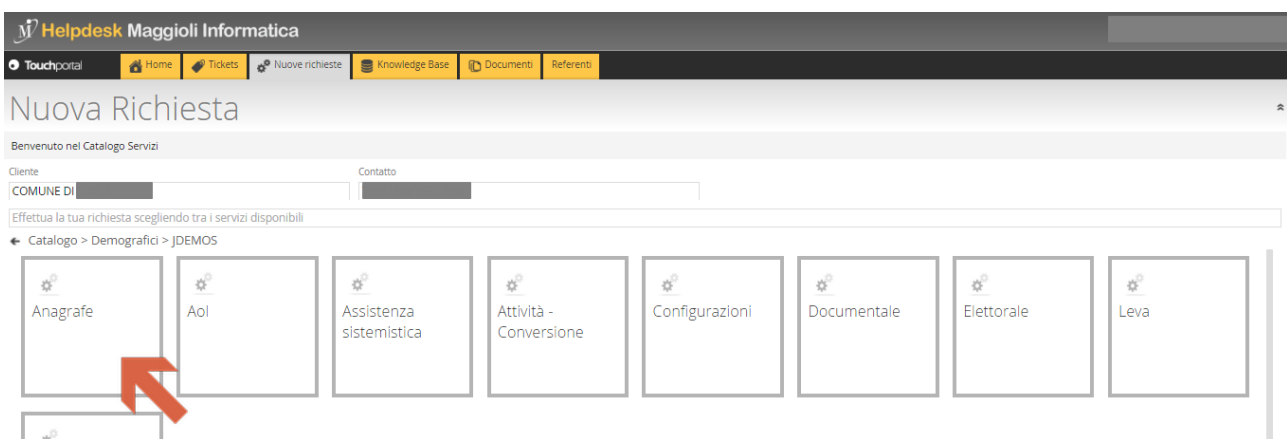 Helpdesk Maggioli Informatica
Touchportal Home Tickets Nuove richieste Knowledge Base Documenti Referenti
Nuova Richiesta
Benvenuto nel Catalogo Servizi
Cliente Contatto
COMUNE DI
Effettua la tua richiesta scegliendo tra i servizi disponibili
Catalogo > Demografici > JDEMOS
Anagrafe
Aol
Assistenza
sistemistica
Attività -
Conversione
Configurazioni
Documentale
Elettorale
Leva